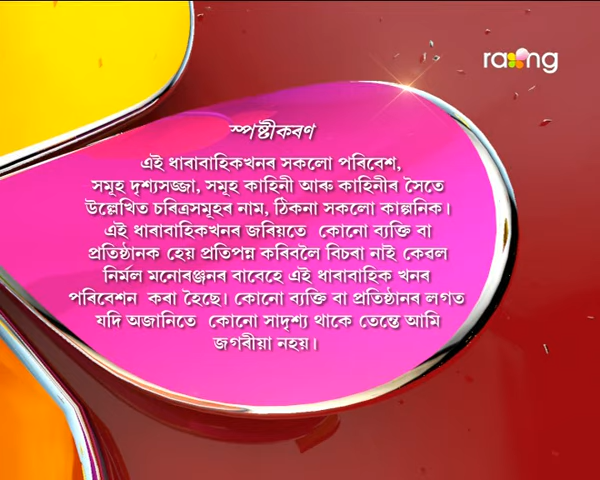 rang
স্পষ্টীকৰণ
এই ধাৰাবাহিকখনৰ সকলো পৰিবেশ,
সমূহ দৃশ্যসজ্জা, সমূহ কাহিনী আৰু কাহিনীৰ সৈতে
উল্লেখিত চৰিত্ৰসমূহৰ নাম, ঠিকনা সকলো কাল্পনিক।
এই ধাৰাবাহিকখনৰ জৰিয়তে কোনো ব্যক্তি বা
প্ৰতিষ্ঠানক হেয় প্ৰতিপন্ন কৰিবলৈ বিচৰা নাই কেৱল
নিৰ্মল মনোৰঞ্জনৰ বাবেহে এই ধাৰাবাহিক খনৰ
পৰিবেশন কৰা হৈছে। কোনো ব্যক্তি বা প্ৰতিষ্ঠানৰ লগত
যদি অজানিতে কোনো সাদৃশ্য থাকে তেন্তে আমি
জগৰীয়া নহয়।